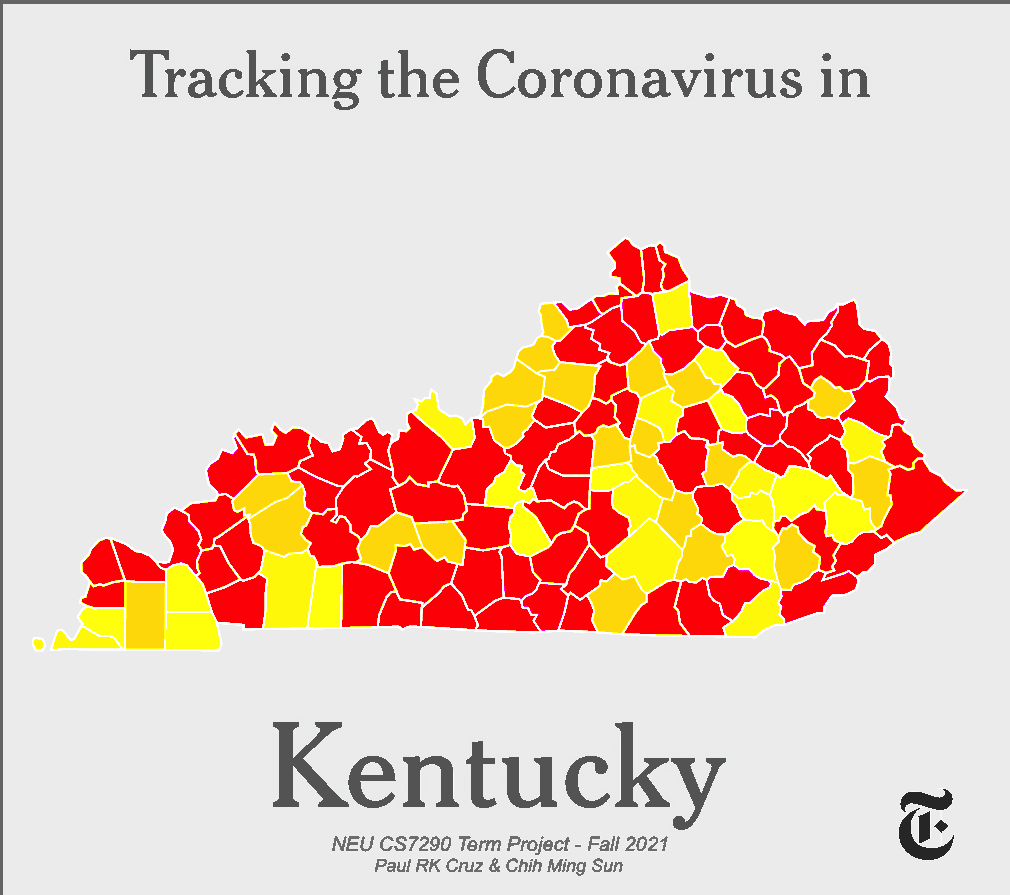 Tracking the Coronavirus in
Kentucky
NEU CS7290 Term Project - Fall 2021
Paul RK Cruz & Chih Ming Sun
T